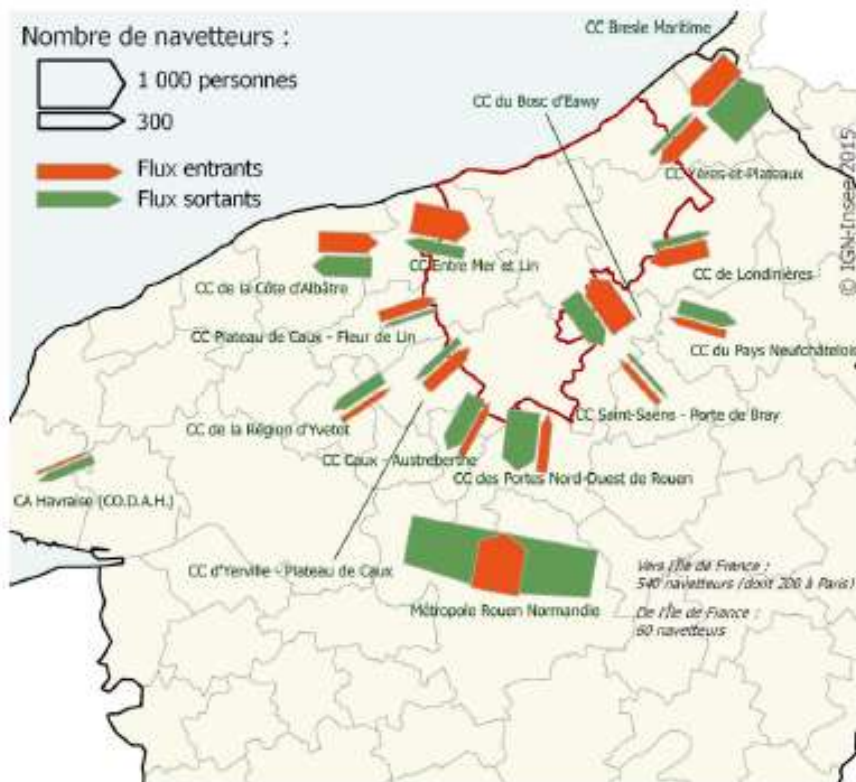 Nombre de navetteurs :
1 000 personnes
300
Flux entrants
Flux sortants
CC Bresle Maritime
CC du Bosc d'Eawy
CC Yères-et-Plateaux
CC Entre Mer et Lin
CC de la Côte d'Albâtre
CC de Londinières
CC Plateau de Caux - Fleur de Lin
CC du Pays Neufchâtelois
CC de la Région d'Yvetot
CC Saint-Saëns - Porte de Bray
CC Caux - Austreberthe
CC des Portes Nord-Ouest de Rouen
CA Havraise (CO.D.A.H.)
CC d'Yerville - Plateau de Caux
Métropole Rouen Normandie
Vers l'Île de France :
540 navetteurs (dont 200 à Paris)
De l'Île de France :
60 navetteurs
© IGN-Insee 2015